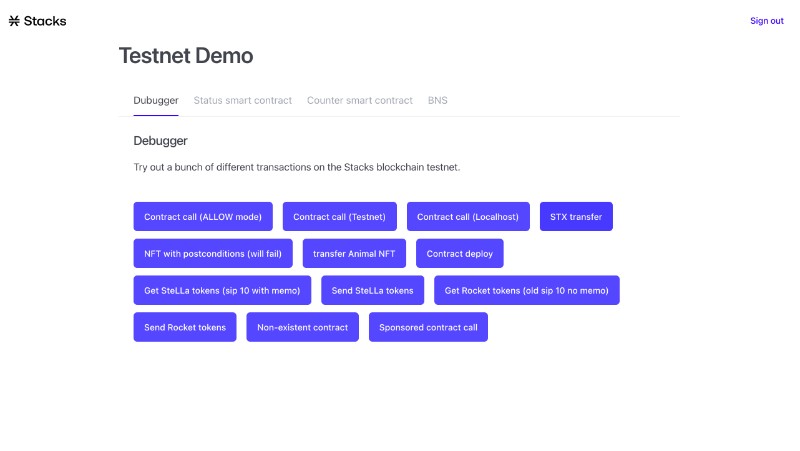 Stacks
Sign out
Testnet Demo
Dubugger Status smart contract Counter smart contract BNS
Debugger
Try out a bunch of different transactions on the Stacks blockchain testnet.
Contract call (ALLOW mode) Contract call (Testnet) Contract call (Localhost) STX transfer
NFT with postconditions (will fail) transfer Animal NFT Contract deploy
Get SteLLa tokens (sip 10 with memo) Send SteLLa tokens Get Rocket tokens (old sip 10 no memo)
Send Rocket tokens Non-existent contract Sponsored contract call